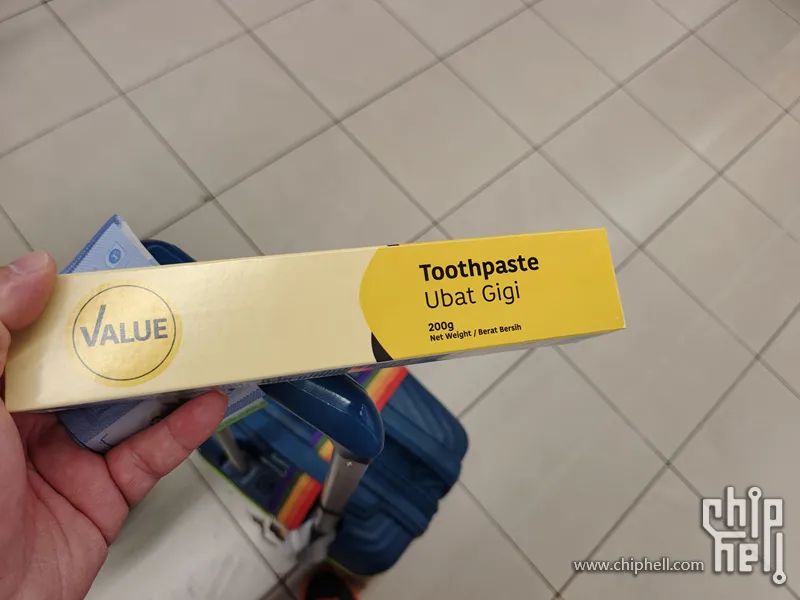 VALUE
Toothpaste
Ubat Gigi
200g
Net Weight / Berat Bersih
www.chiphell.com
chip
hell